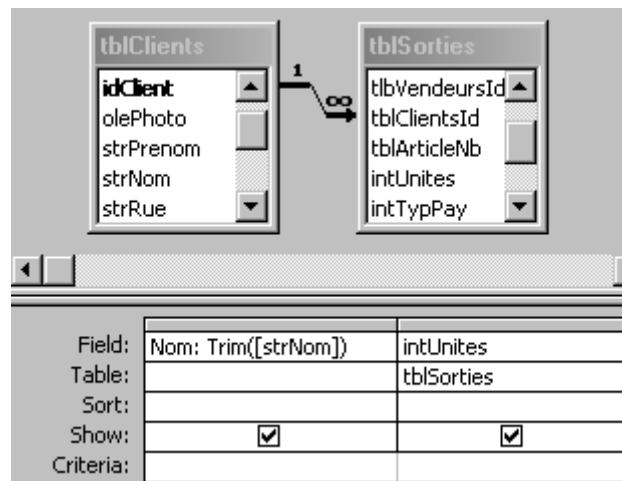 tblClients
idClient
olePhoto
strPrenom
strNom
strRue
1
∞
tblSorties
tlbVendeursId
tblClientsId
tblArticleNb
intUnites
intTypPay
Field: Nom: Trim([strNom]) intUnites
Table: tblSorties
Sort:
Show:
Criteria: